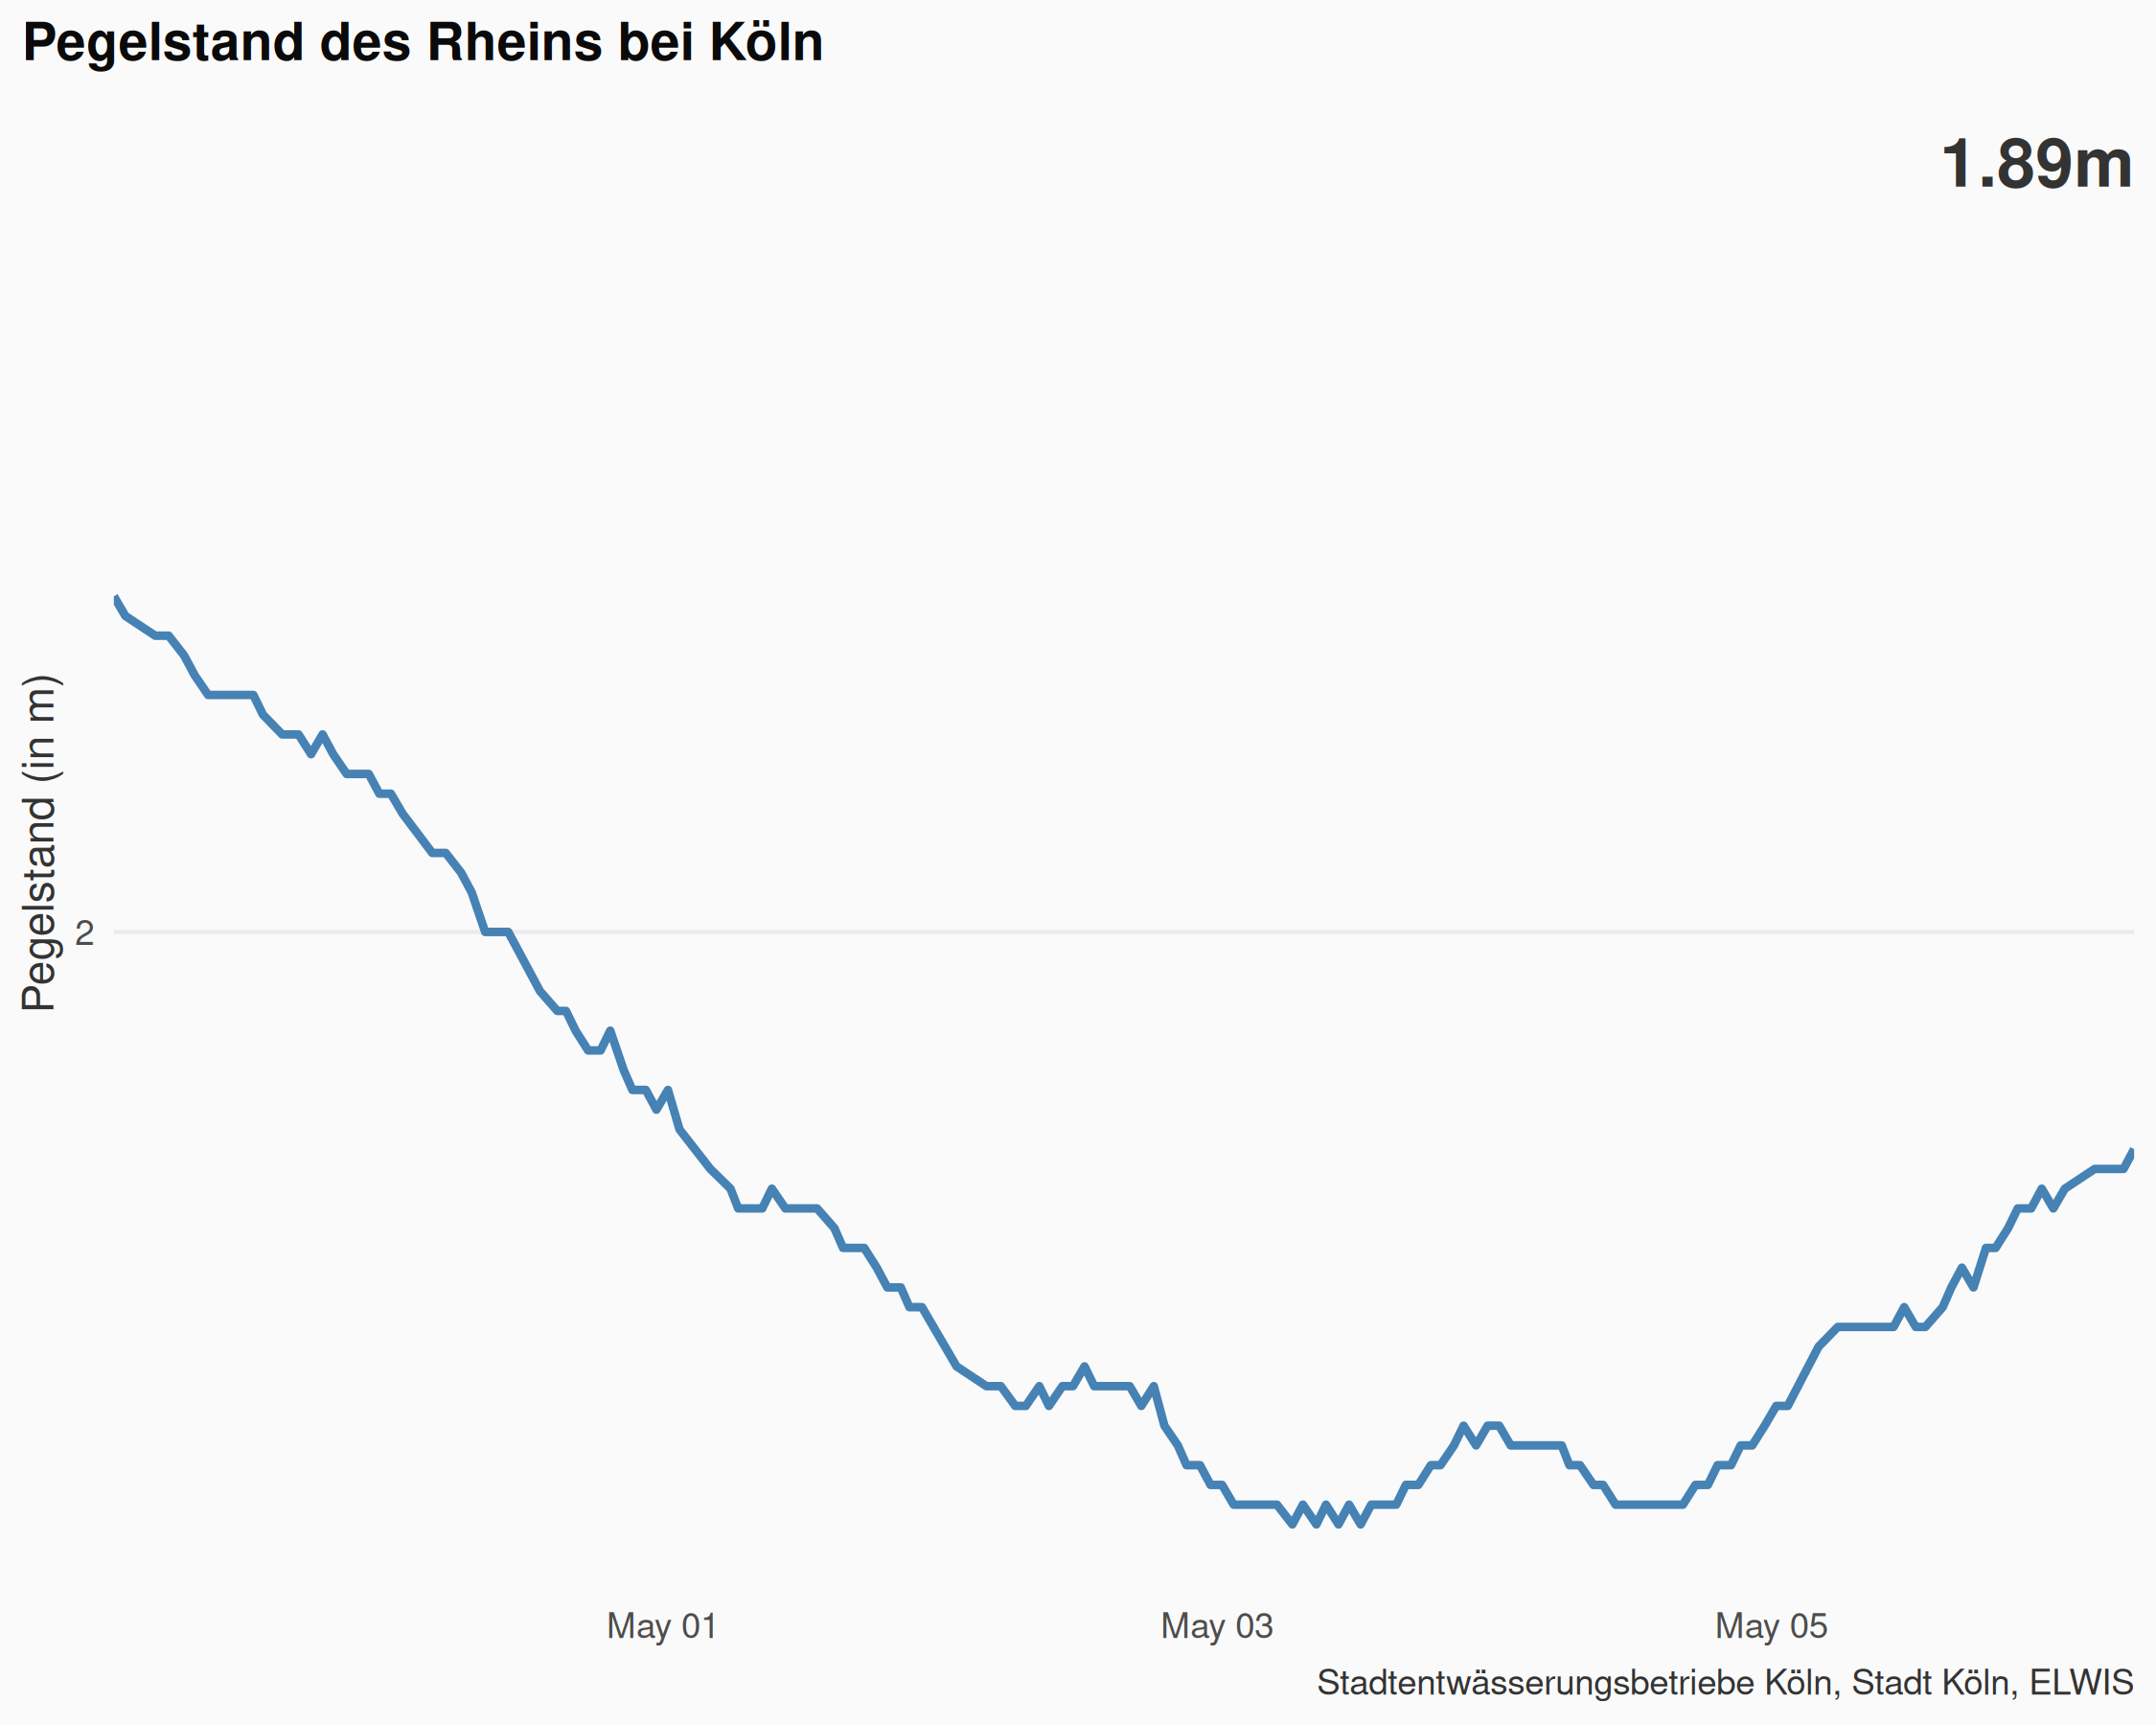 Pegelstand des Rheins bei Köln
1.89m
Pegelstand (in m)
2
May 01
May 03
May 05
Stadtentwässerungsbetriebe Köln, Stadt Köln, ELWIS